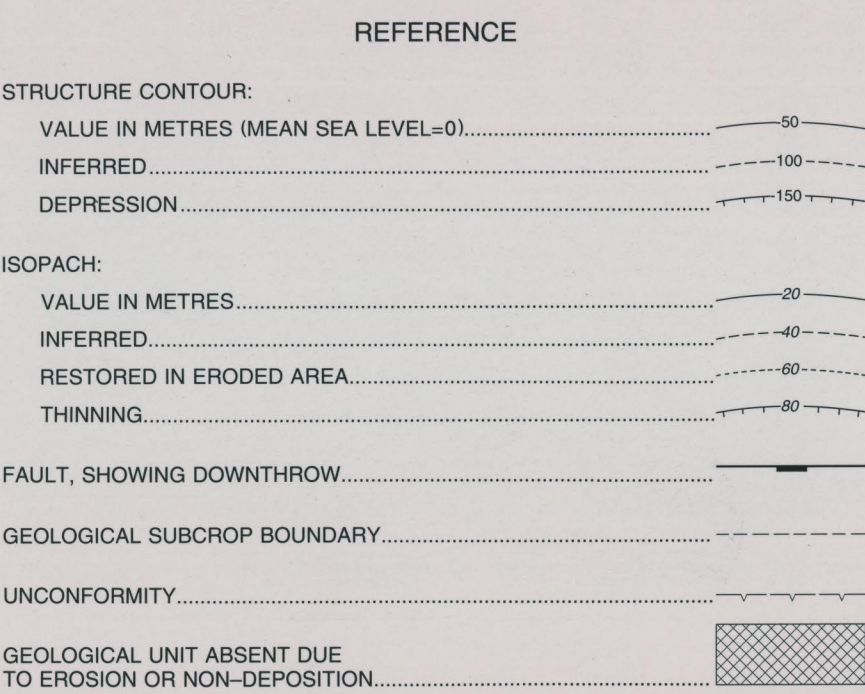 REFERENCE
STRUCTURE CONTOUR:
VALUE IN METRES (MEAN SEA LEVEL=0)........................................ 50
INFERRED........................................ 100
DEPRESSION........................................ 150
ISOPACH:
VALUE IN METRES........................................ 20
INFERRED........................................ 40
RESTORED IN ERODED AREA........................................ 60
THINNING........................................ 80
FAULT, SHOWING DOWNTHROW........................................
GEOLOGICAL SUBCROP BOUNDARY........................................
UNCONFORMITY........................................
GEOLOGICAL UNIT ABSENT DUE
TO EROSION OR NON–DEPOSITION........................................